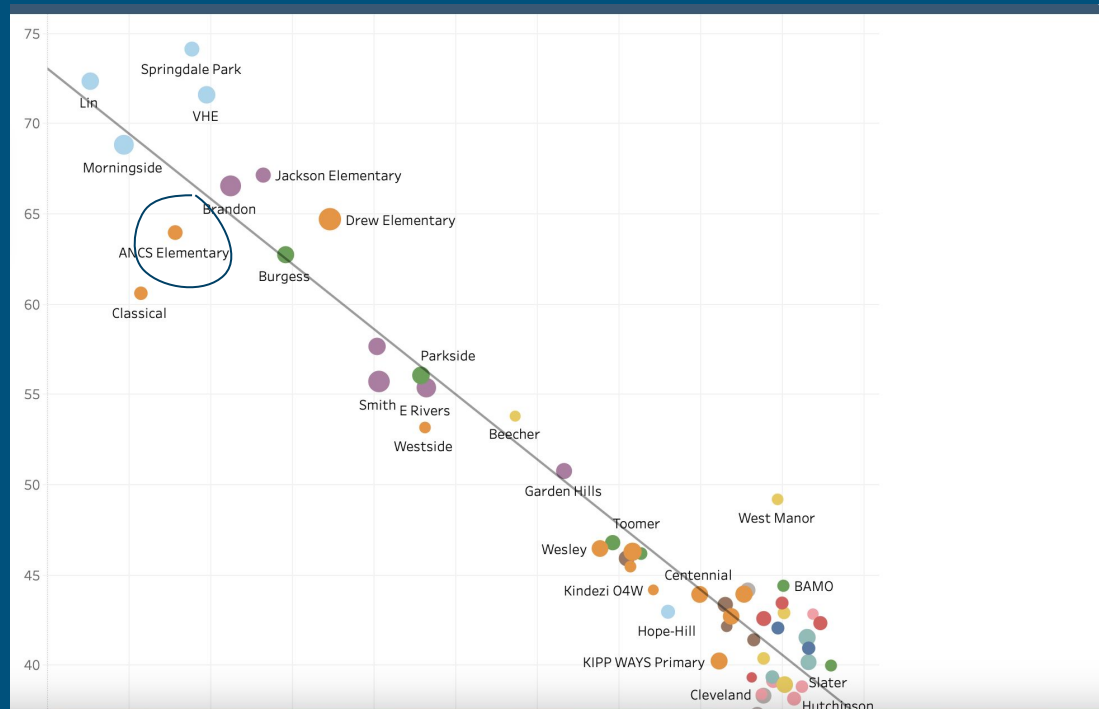 75
Springdale Park
Lin
VHE
70
Morningside
Jackson Elementary
Brandon
65
Drew Elementary
ANCS Elementary
Burgess
60
Classical
Parkside
55
Smith
E Rivers
Westside
Beecher
50
Garden Hills
West Manor
Toomer
Wesley
45
Centennial
BAMO
Kindezi O4W
Hope-Hill
40
KIPP WAYS Primary
Slater
Cleveland
Hutchinson